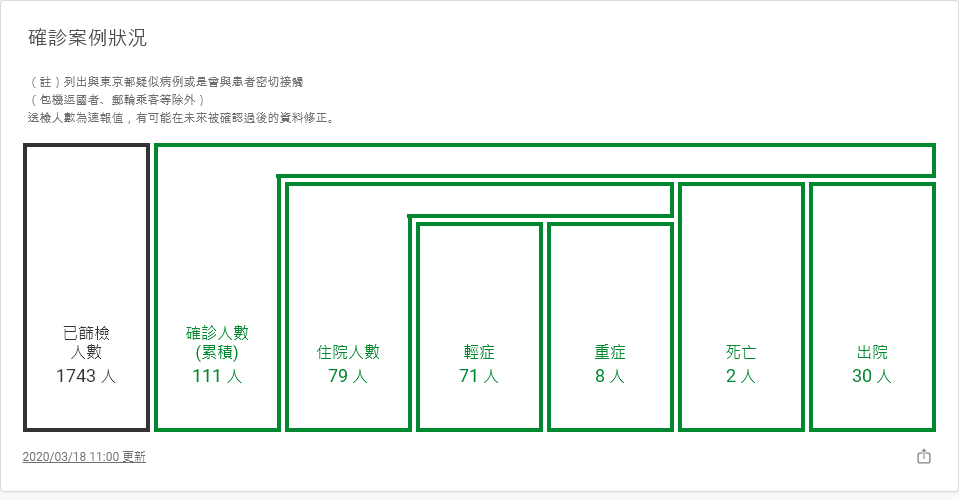 確診案例狀況
（註）列出與東京都疑似病例或是曾與患者密切接觸
（包機返國者、郵輪乘客等除外）
送檢人數為速報值，有可能在未來被確認過後的資料修正。
已篩檢
人數
1743 人
確診人數
(累積)
111 人
住院人數
79 人
輕症
71 人
重症
8 人
死亡
2 人
出院
30 人
2020/03/18 11:00 更新